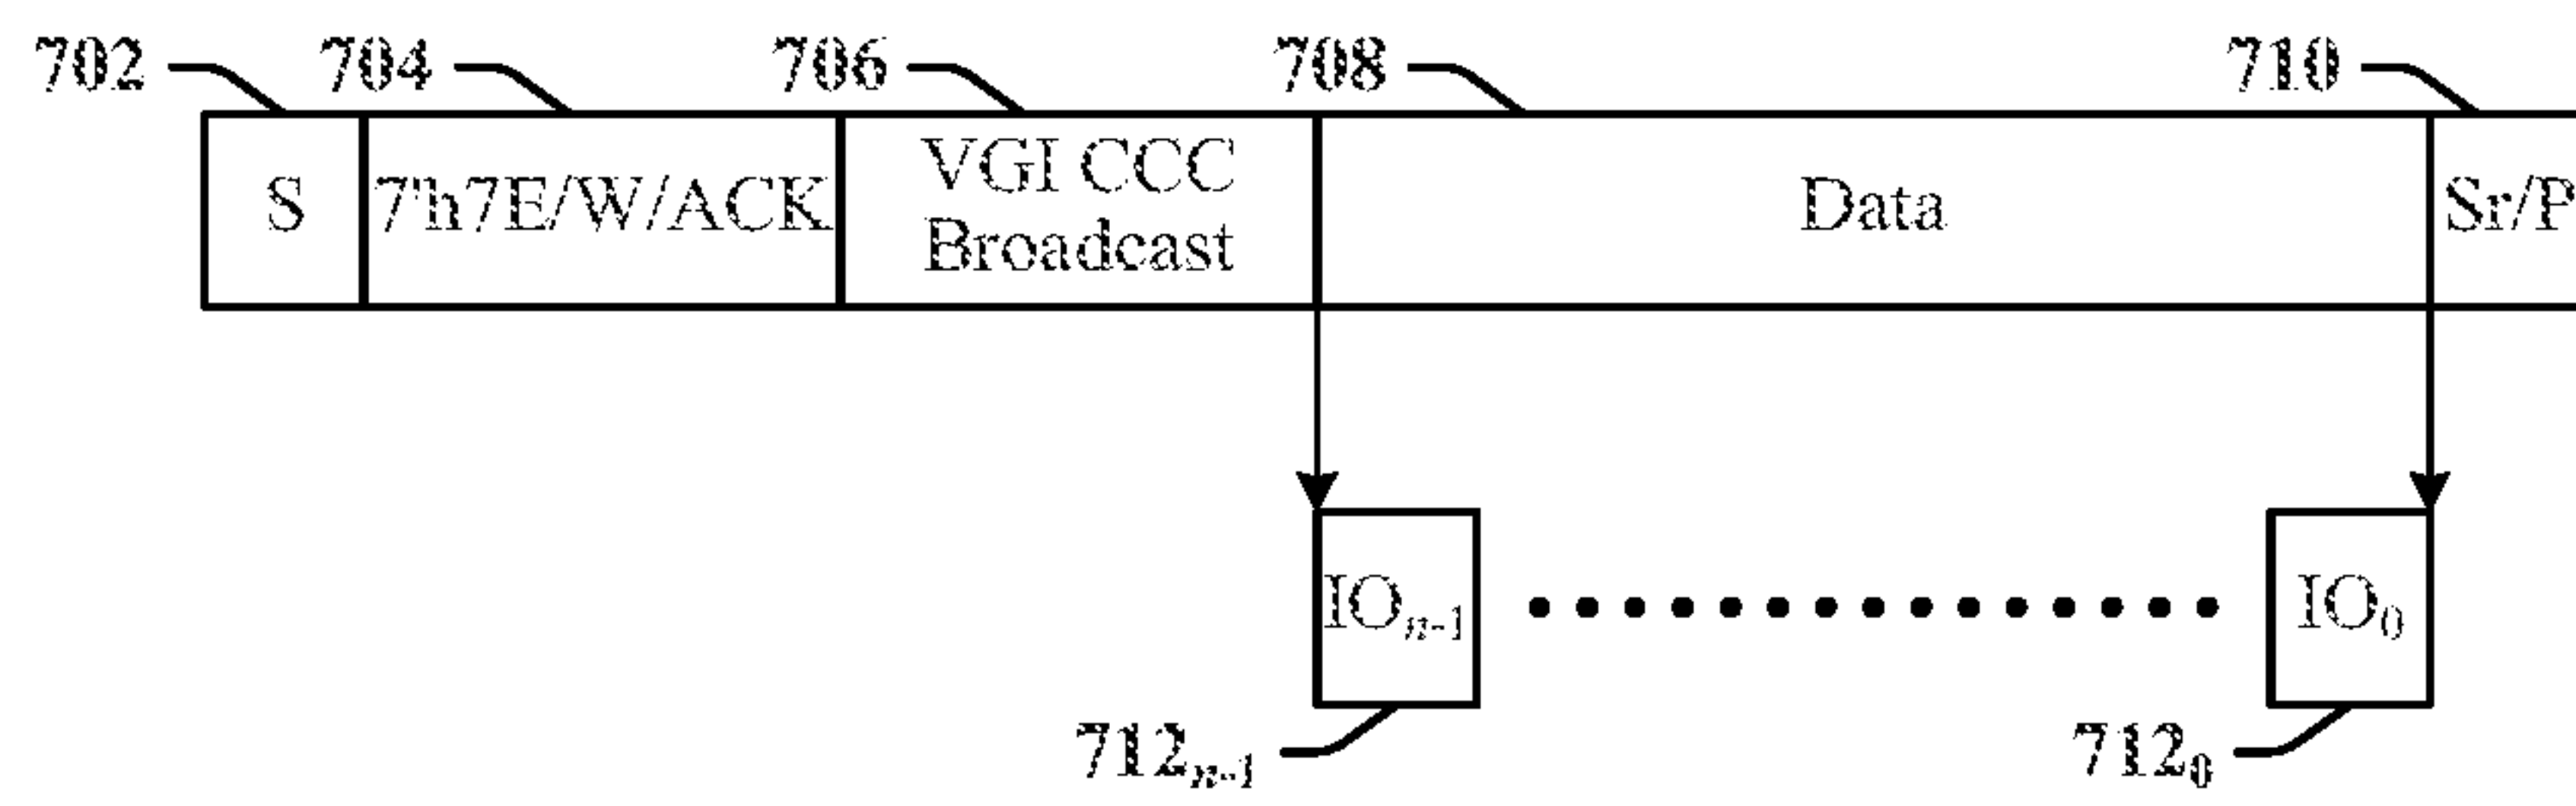 702 704 706 708 710
S 7'h7E/W/ACK VGI CCC Data Sr/P
Broadcast
IOn-1 IO0
712n-1 7120